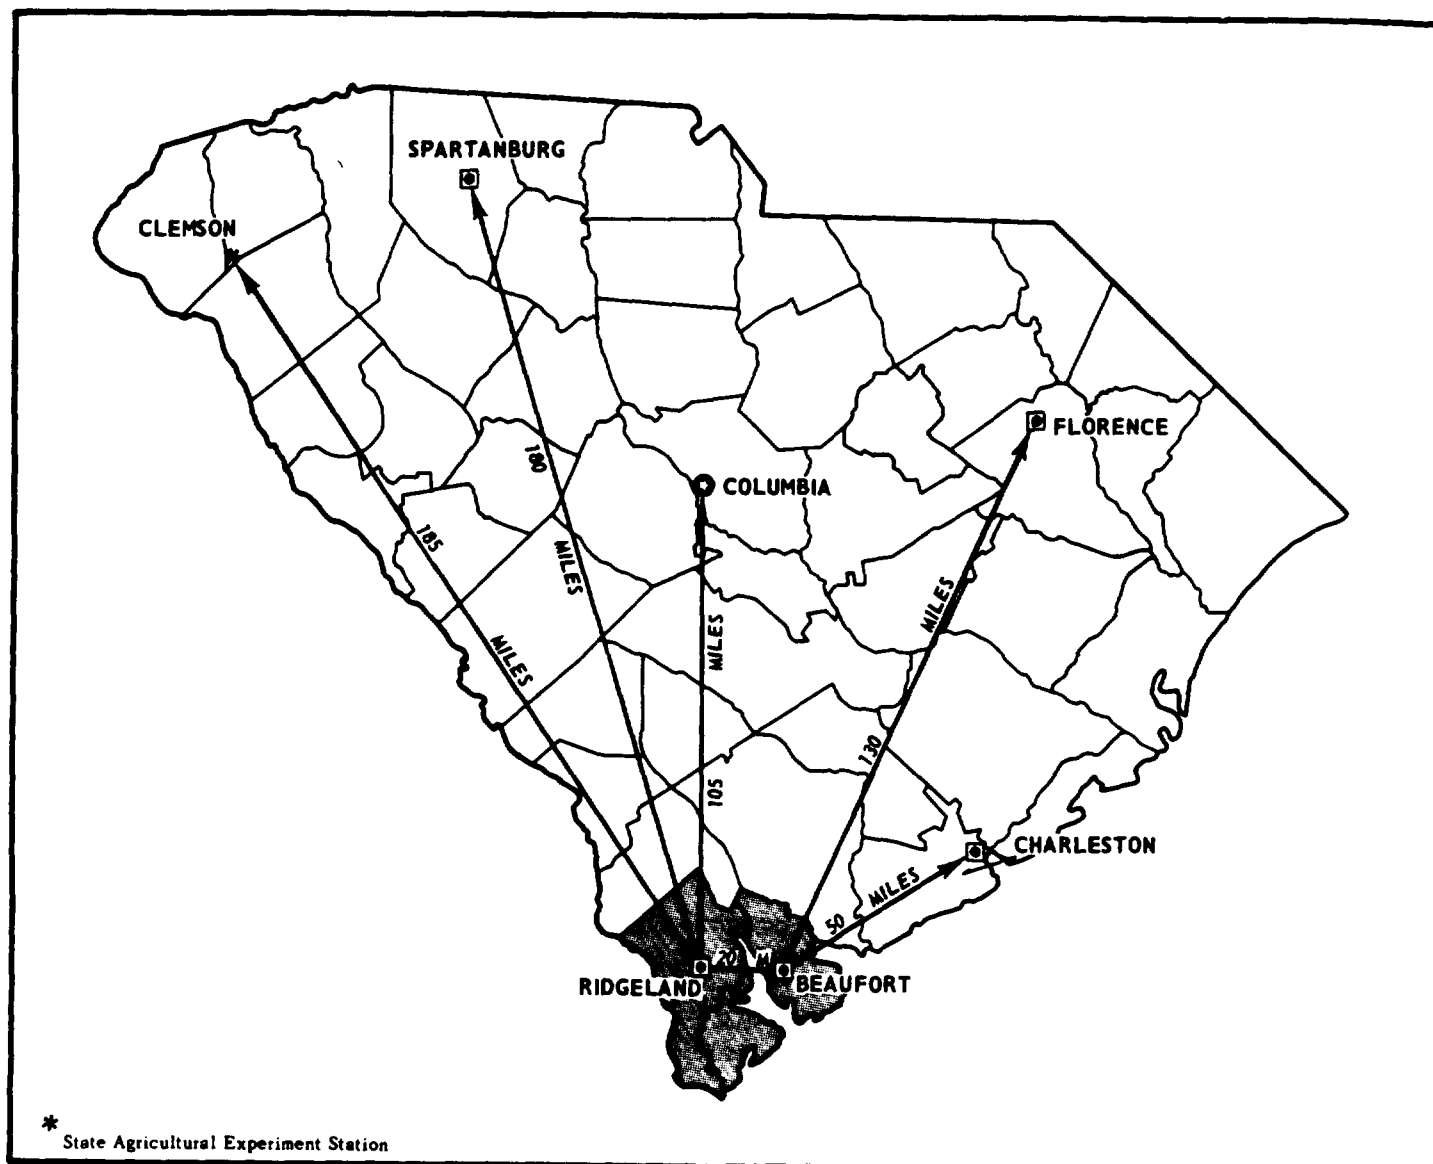 SPARTANBURG
CLEMSON
FLORENCE
180
COLUMBIA
185
MILES
MILES
MILES
MILES
130
105
CHARLESTON
MILES
50
20 M
RIDGELAND
BEAUFORT
*
State Agricultural Experiment Station